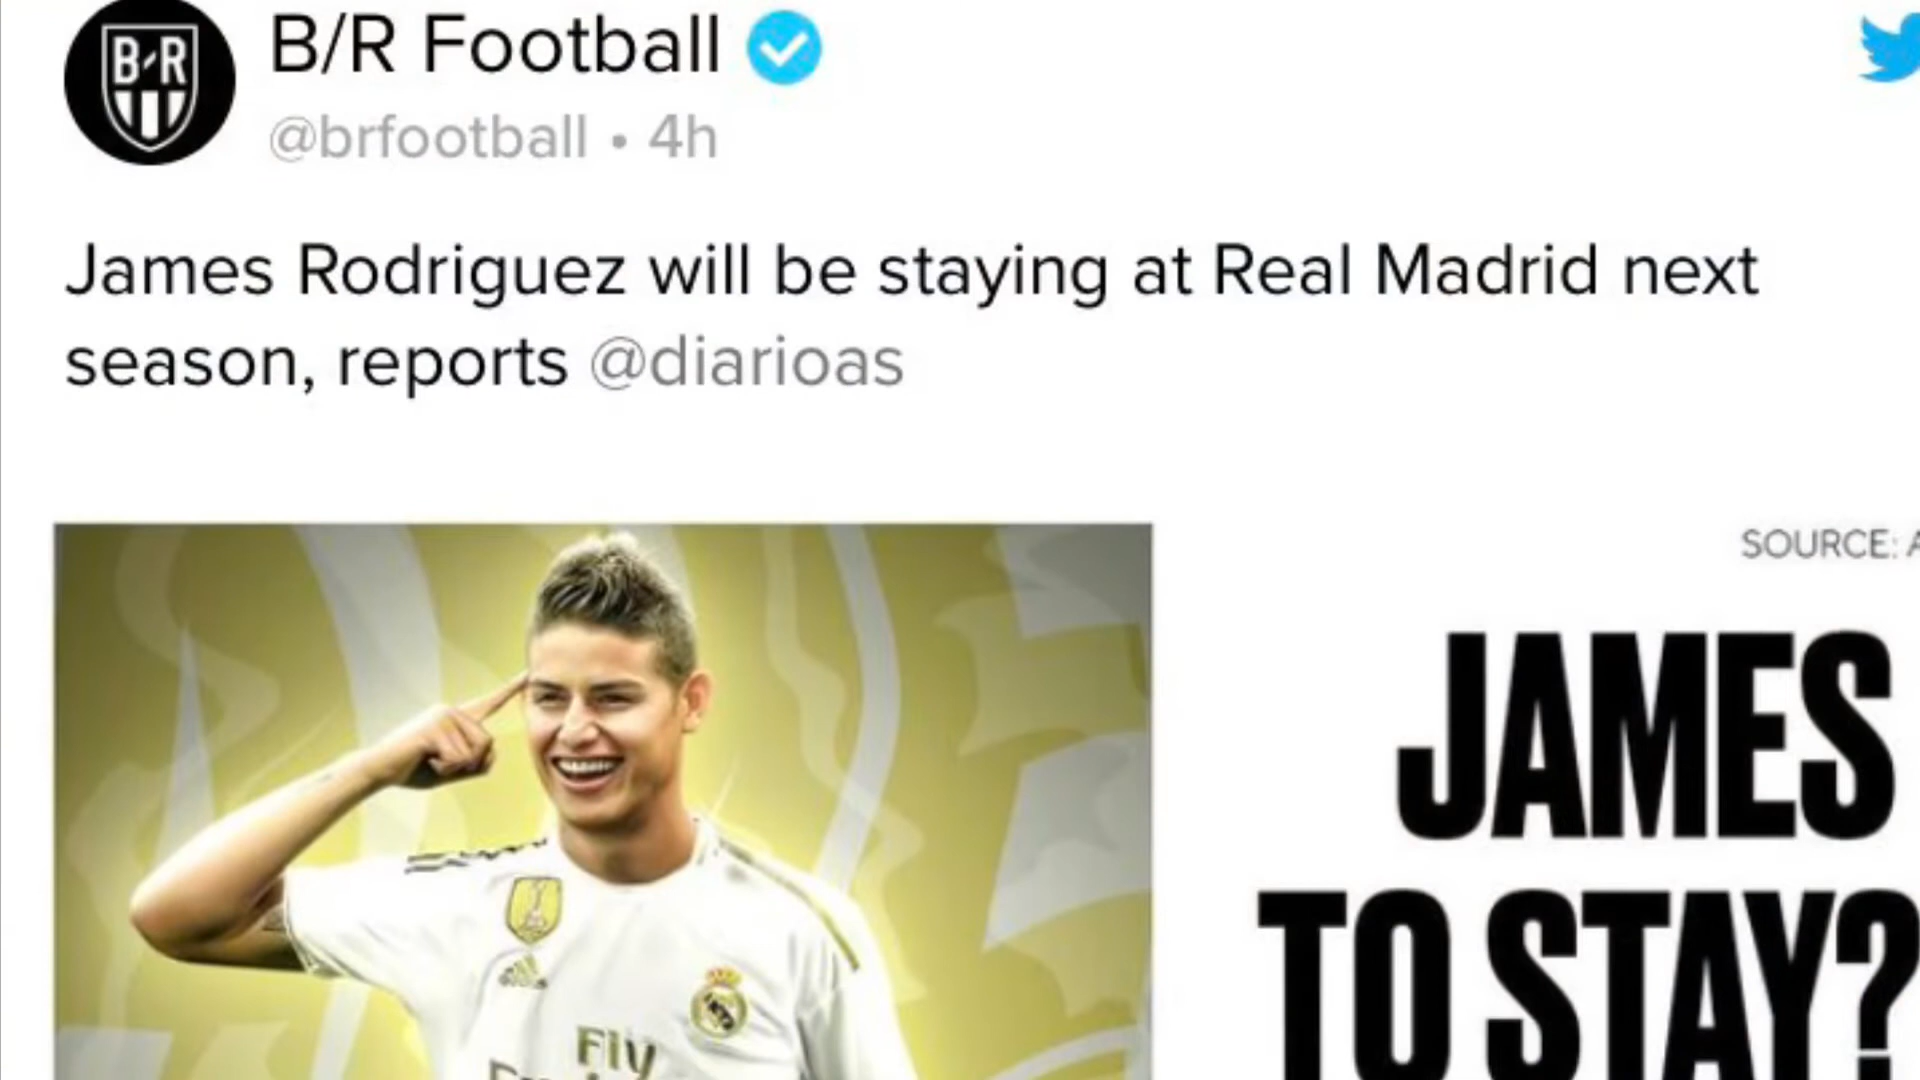 B-R
B/R Football
@brfootball • 4h
James Rodriguez will be staying at Real Madrid next
season, reports @diarioas
SOURCE: A
JAMES
TO STAY?
Fly